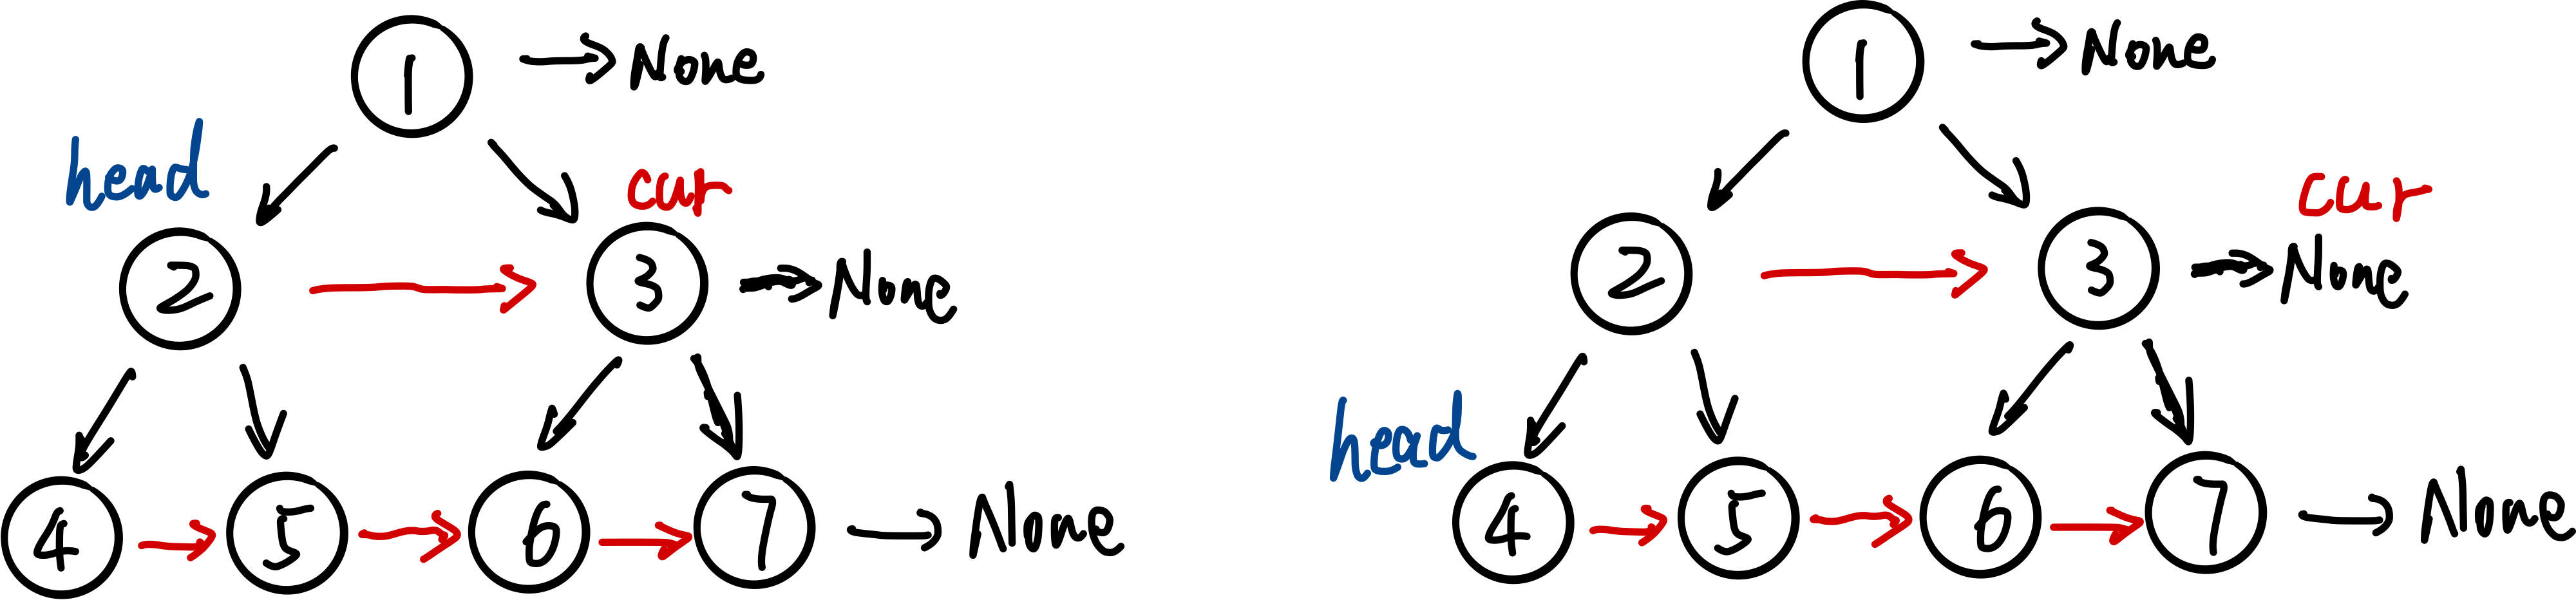 1 → None
head
cur
2 → 3 → None
4 → 5 → 6 → 7 → None
1 → None
cur
2 → 3 → None
head
4 → 5 → 6 → 7 → None